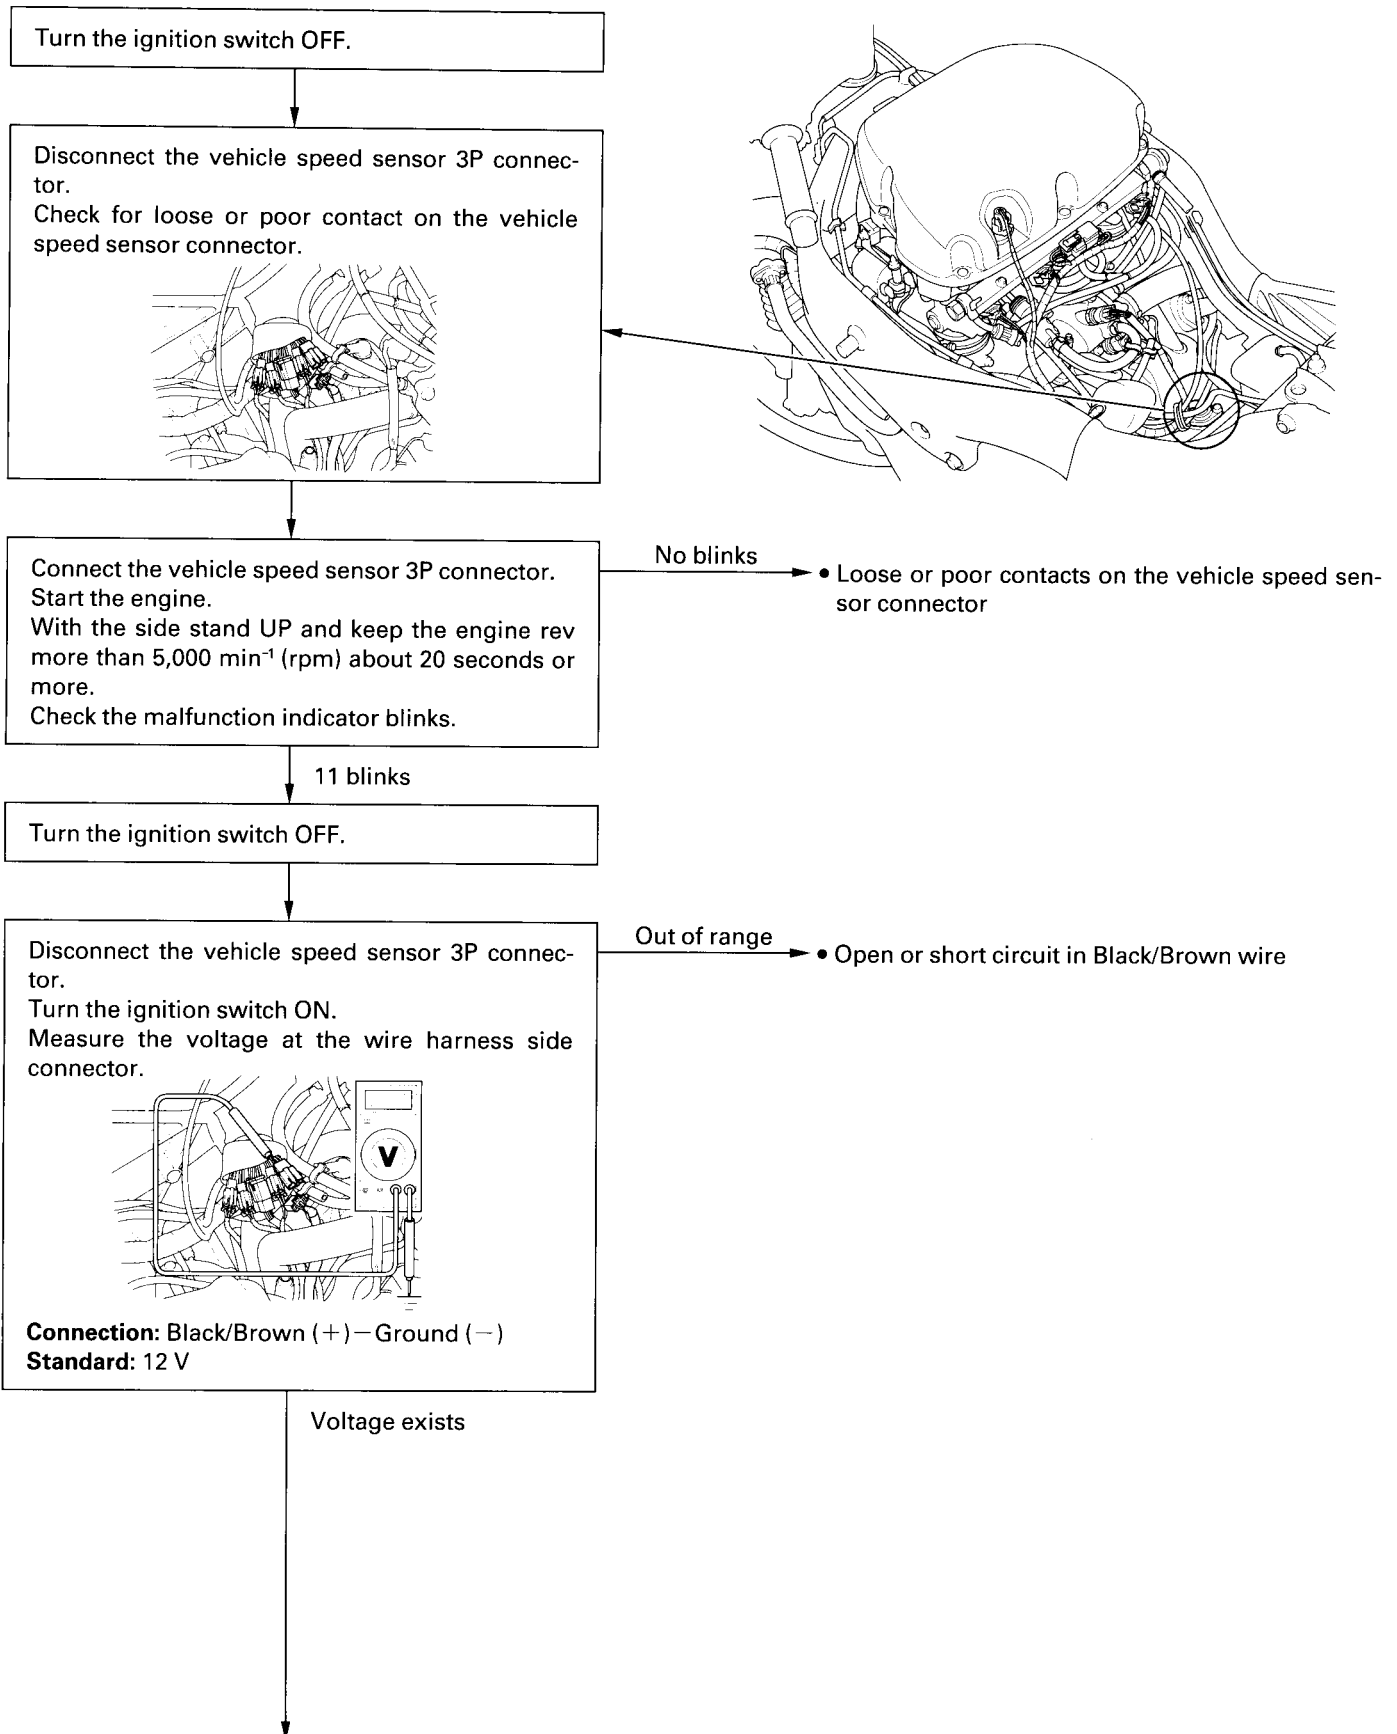 Turn the ignition switch OFF.
Disconnect the vehicle speed sensor 3P connec-
tor.
Check for loose or poor contact on the vehicle
speed sensor connector.
Connect the vehicle speed sensor 3P connector.
Start the engine.
With the side stand UP and keep the engine rev
more than 5,000 min⁻¹ (rpm) about 20 seconds or
more.
Check the malfunction indicator blinks.
No blinks
• Loose or poor contacts on the vehicle speed sen-
sor connector
11 blinks
Turn the ignition switch OFF.
Disconnect the vehicle speed sensor 3P connec-
tor.
Turn the ignition switch ON.
Measure the voltage at the wire harness side
connector.
V
Connection: Black/Brown (+)–Ground (–)
Standard: 12 V
Out of range
• Open or short circuit in Black/Brown wire
Voltage exists